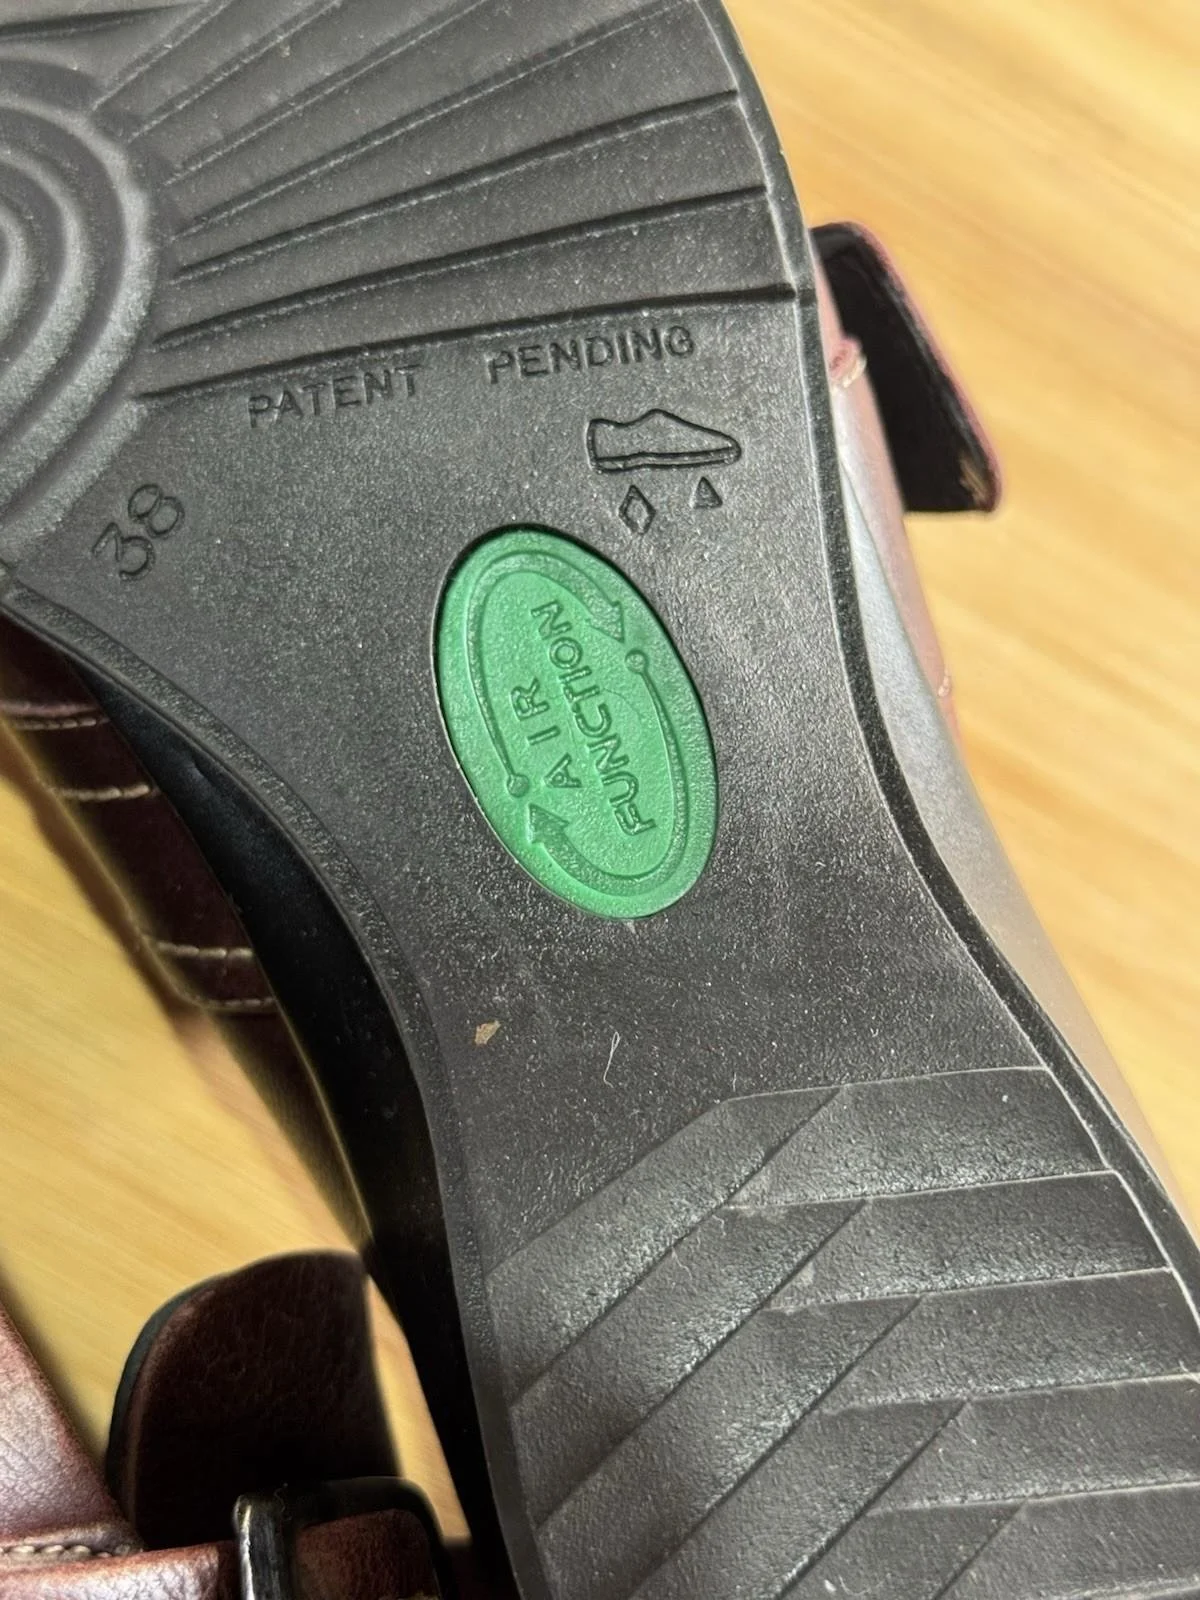 PATENT PENDING
38
AIR
FUNCTION